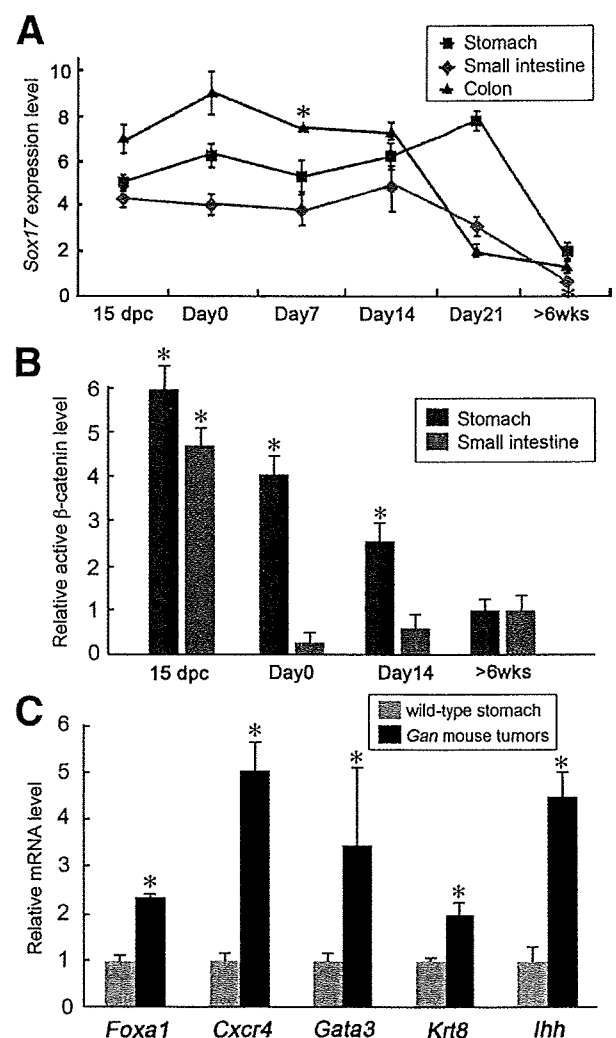 A
Stomach
Small intestine
Colon
Sox17 expression level
10
8
6
4
2
0
*
*
15 dpc Day0 Day7 Day14 Day21 >6wks
B
Stomach
Small intestine
Relative active β-catenin level
6
5
4
3
2
1
0
* * * *
15 dpc Day0 Day14 >6wks
C
wild-type stomach
Gan mouse tumors
Relative mRNA level
6
5
4
3
2
1
0
* * * * *
Foxa1 Cxcr4 Gata3 Krt8 Ihh